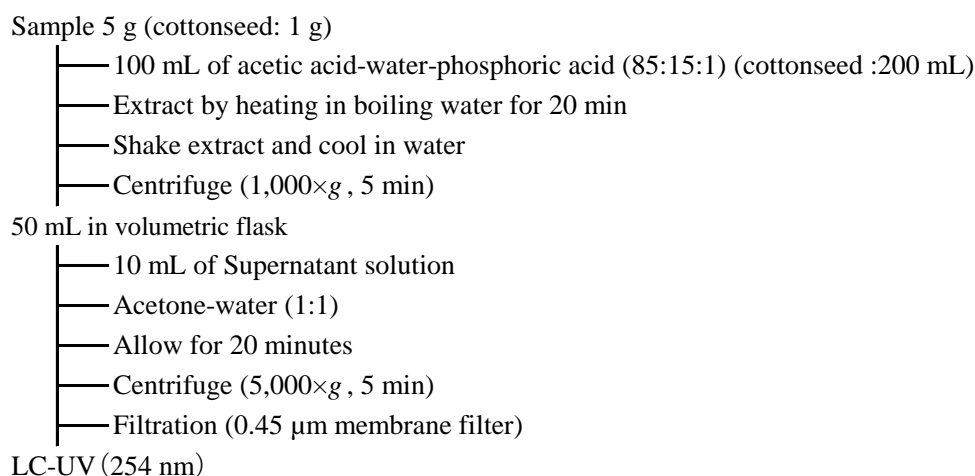 Sample 5 g (cottonseed: 1 g)
100 mL of acetic acid-water-phosphoric acid (85:15:1) (cottonseed :200 mL)
Extract by heating in boiling water for 20 min
Shake extract and cool in water
Centrifuge (1,000×g , 5 min)
50 mL in volumetric flask
10 mL of Supernatant solution
Acetone-water (1:1)
Allow for 20 minutes
Centrifuge (5,000×g , 5 min)
Filtration (0.45 µm membrane filter)
LC-UV（254 nm）